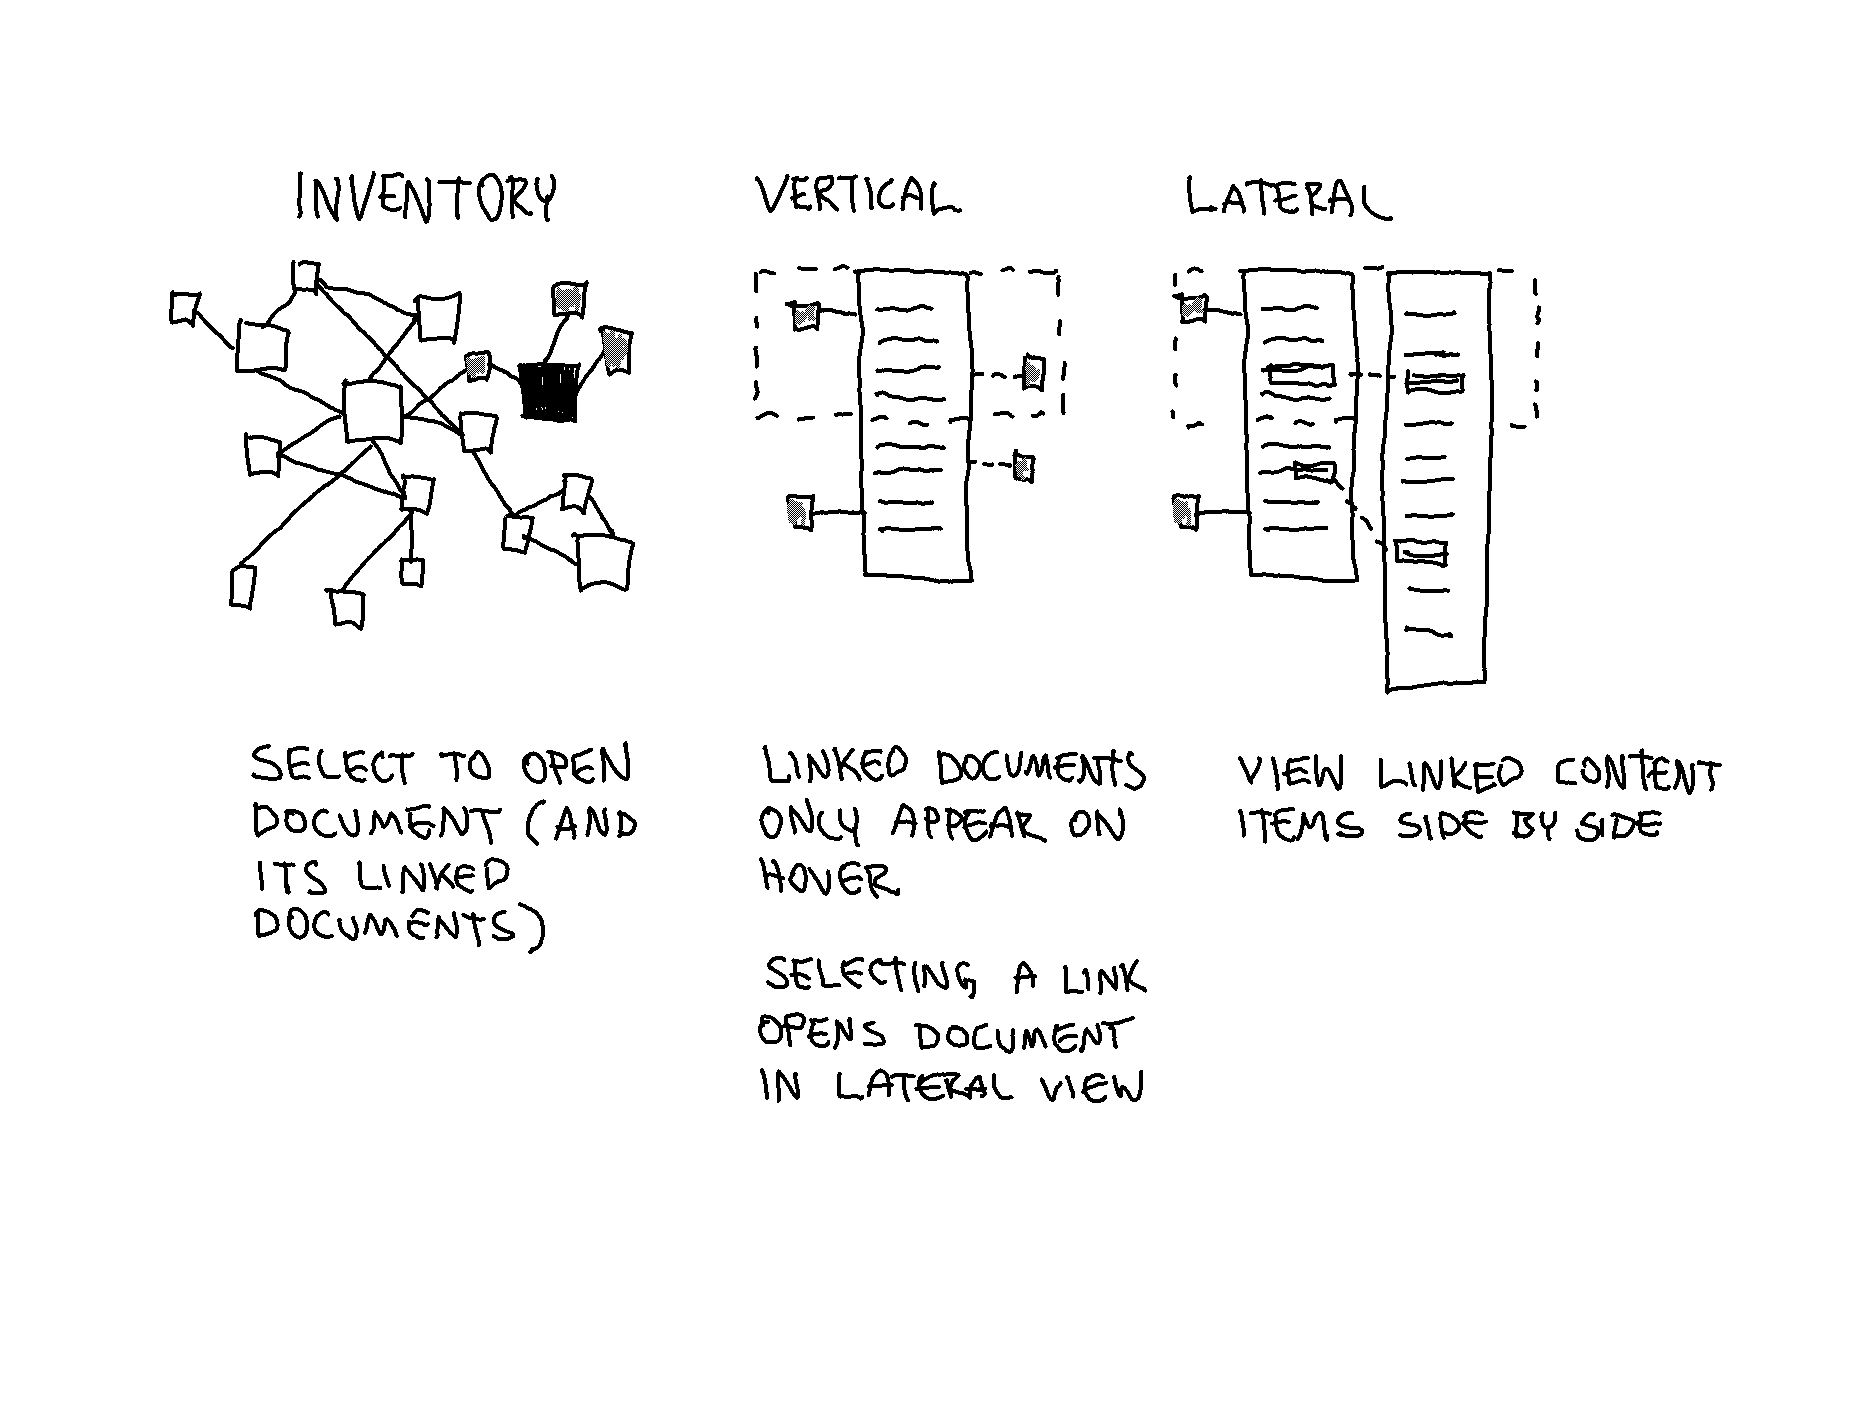 INVENTORY
SELECT TO OPEN
DOCUMENT (AND
ITS LINKED
DOCUMENTS)
VERTICAL
LINKED DOCUMENTS
ONLY APPEAR ON
HOVER
SELECTING A LINK
OPENS DOCUMENT
IN LATERAL VIEW
LATERAL
VIEW LINKED CONTENT
ITEMS SIDE BY SIDE